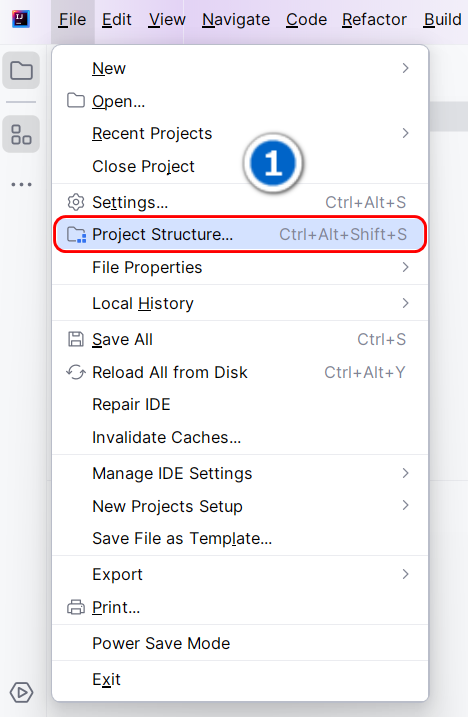 IJ
File Edit View Navigate Code Refactor Build
New
Open...
Recent Projects
Close Project
1
Settings... Ctrl+Alt+S
Project Structure... Ctrl+Alt+Shift+S
File Properties
Local History
Save All Ctrl+S
Reload All from Disk Ctrl+Alt+Y
Repair IDE
Invalidate Caches...
Manage IDE Settings
New Projects Setup
Save File as Template...
Export
Print...
Power Save Mode
Exit